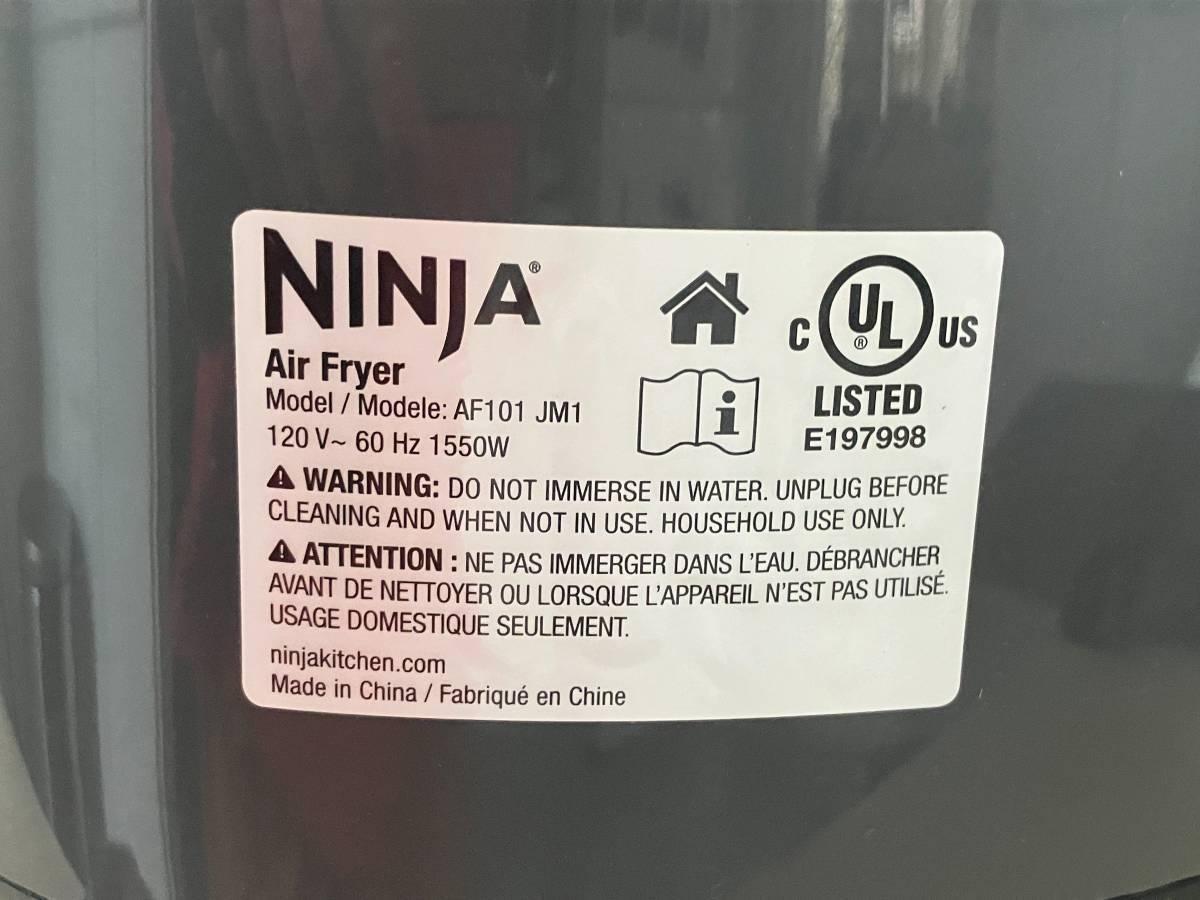 NINJA®
Air Fryer
Model / Modele: AF101 JM1
120 V~ 60 Hz 1550W
i
C UL® US
LISTED
E197998
WARNING: DO NOT IMMERSE IN WATER. UNPLUG BEFORE
CLEANING AND WHEN NOT IN USE. HOUSEHOLD USE ONLY.
ATTENTION : NE PAS IMMERGER DANS L'EAU. DÉBRANCHER
AVANT DE NETTOYER OU LORSQUE L'APPAREIL N'EST PAS UTILISÉ.
USAGE DOMESTIQUE SEULEMENT.
ninjakitchen.com
Made in China / Fabriqué en Chine